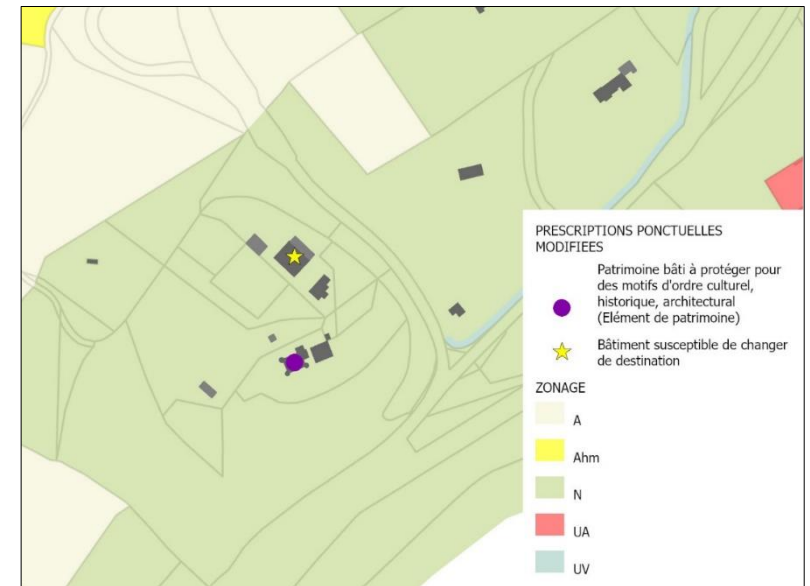 PRESCRIPTIONS PONCTUELLES
MODIFIEES
Patrimoine bâti à protéger pour
des motifs d'ordre culturel,
historique, architectural
(Elément de patrimoine)
Bâtiment susceptible de changer
de destination
ZONAGE
A
Ahm
N
UA
UV